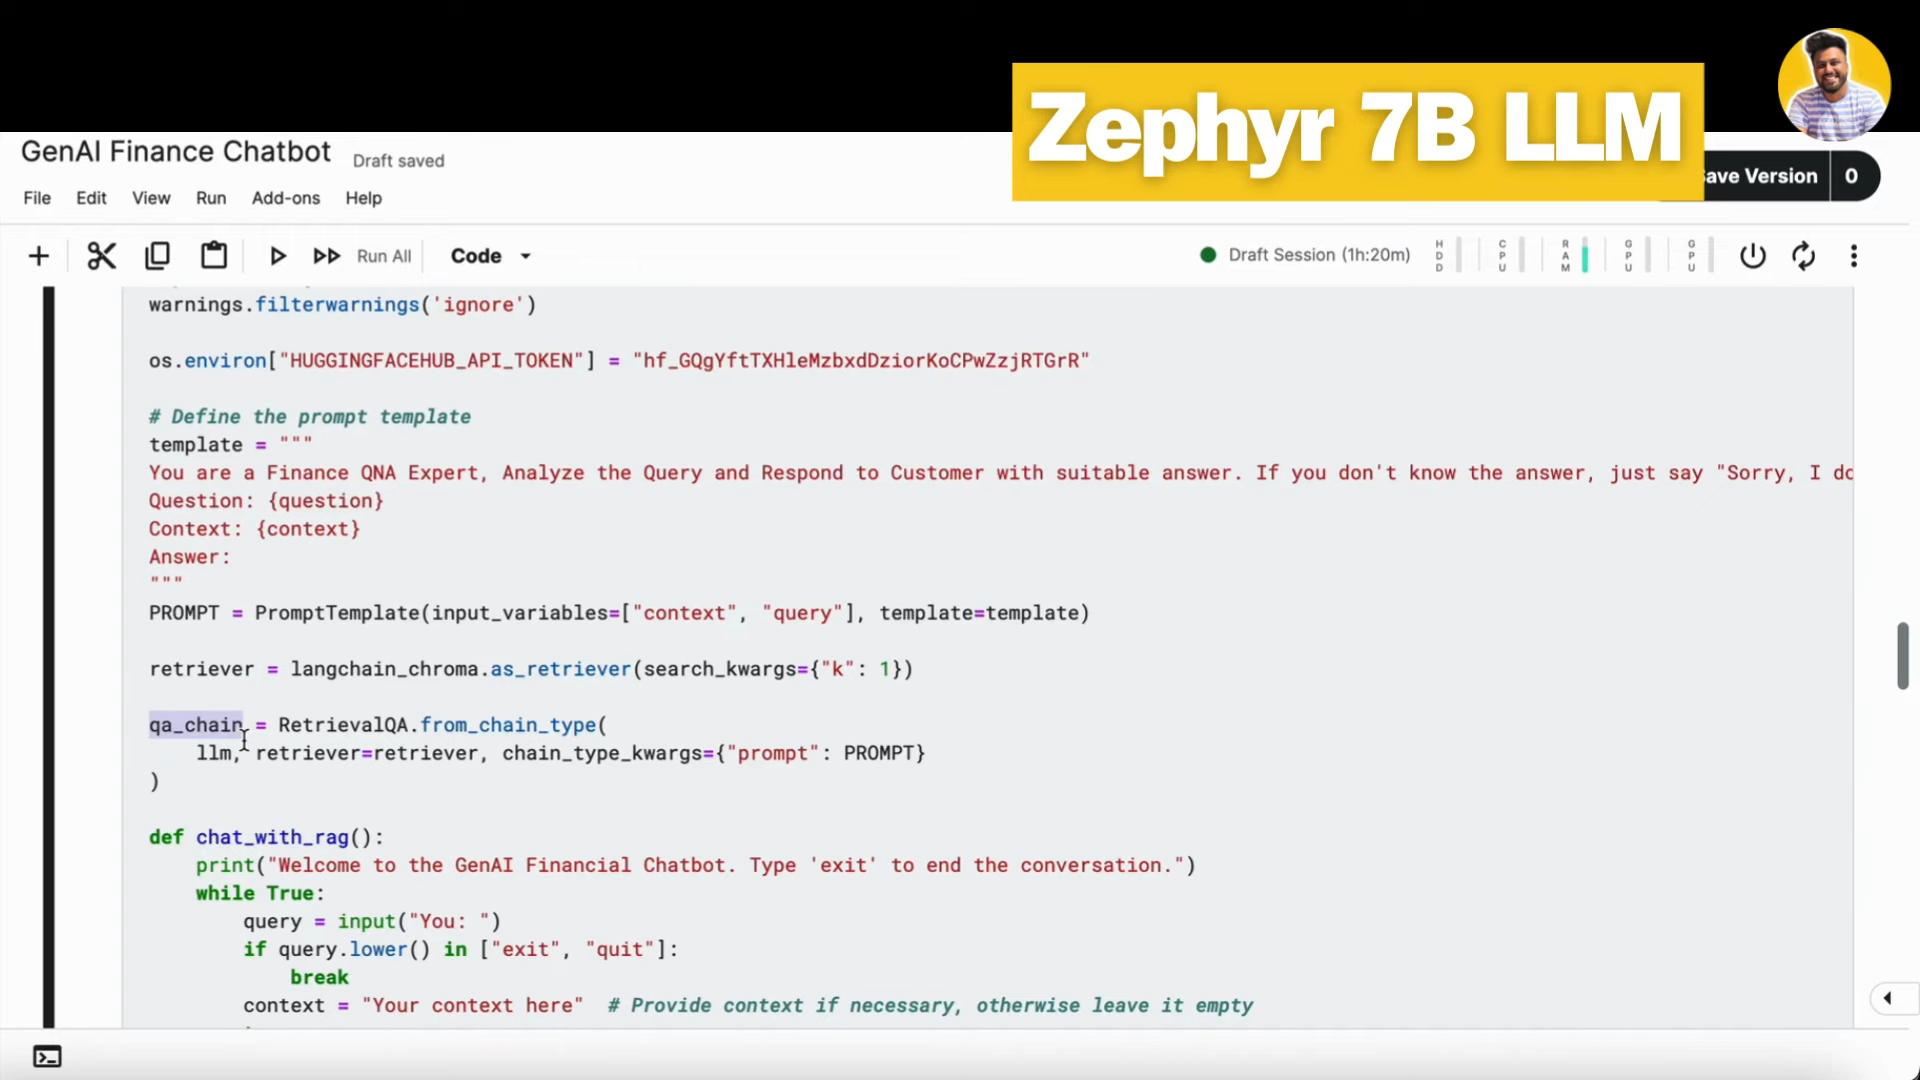 Zephyr 7B LLM
GenAI Finance Chatbot Draft saved
ave Version 0
File Edit View Run Add-ons Help
Run All Code Draft Session (1h:20m) HDD CPU RAM GPU GPU
warnings.filterwarnings('ignore')
os.environ["HUGGINGFACEHUB_API_TOKEN"] = "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"
# Define the prompt template
template = """
You are a Finance QNA Expert, Analyze the Query and Respond to Customer with suitable answer. If you don't know the answer, just say "Sorry, I do
Question: {question}
Context: {context}
Answer:
"""
PROMPT = PromptTemplate(input_variables=["context", "query"], template=template)
retriever = langchain_chroma.as_retriever(search_kwargs={"k": 1})
qa_chain = RetrievalQA.from_chain_type(
    llm, retriever=retriever, chain_type_kwargs={"prompt": PROMPT}
)
def chat_with_rag():
    print("Welcome to the GenAI Financial Chatbot. Type 'exit' to end the conversation.")
    while True:
        query = input("You: ")
        if query.lower() in ["exit", "quit"]:
            break
        context = "Your context here"  # Provide context if necessary, otherwise leave it empty